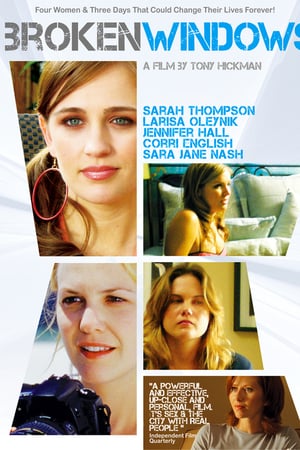 Four Women & Three Days That Could Change Their Lives Forever!
BROKENWINDOWS
A FILM BY TONY HICKMAN
SARAH THOMPSON
LARISA OLEYNIK
JENNIFER HALL
CORRI ENGLISH
SARA JANE NASH
"A POWERFUL
AND EFFECTIVE,
UP-CLOSE AND
PERSONAL FILM.
IT'S SEX & THE
CITY WITH REAL
PEOPLE."
Independent Film
Quarterly